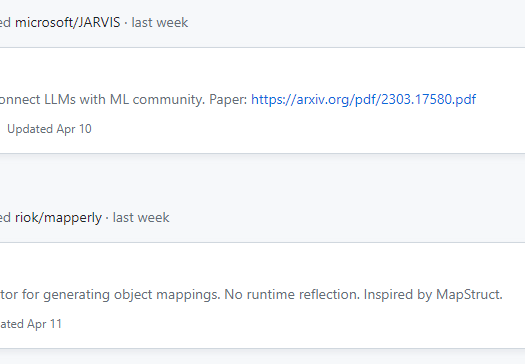 ed microsoft/JARVIS · last week
onnect LLMs with ML community. Paper: https://arxiv.org/pdf/2303.17580.pdf
Updated Apr 10
ed riok/mapperly · last week
tor for generating object mappings. No runtime reflection. Inspired by MapStruct.
ated Apr 11